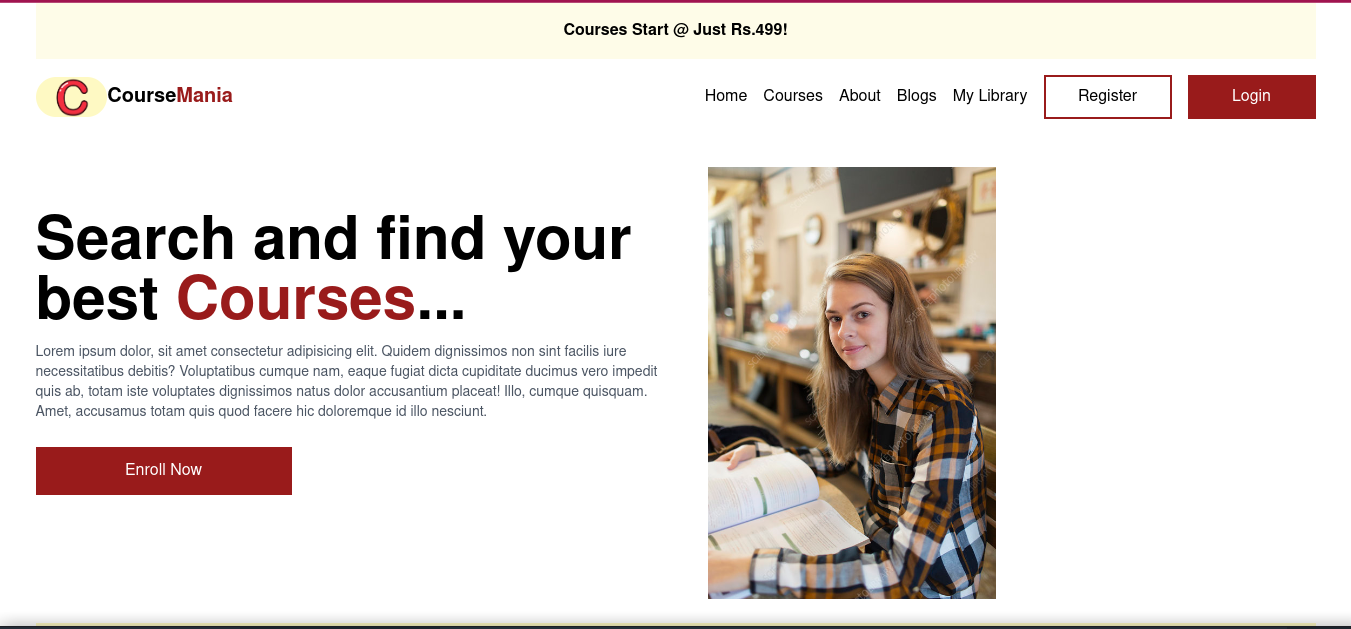 Courses Start @ Just Rs.499!
C CourseMania
Home Courses About Blogs My Library Register Login
Search and find your
best Courses...
Lorem ipsum dolor, sit amet consectetur adipisicing elit. Quidem dignissimos non sint facilis iure
necessitatibus debitis? Voluptatibus cumque nam, eaque fugiat dicta cupiditate ducimus vero impedit
quis ab, totam iste voluptates dignissimos natus dolor accusantium placeat! Illo, cumque quisquam.
Amet, accusamus totam quis quod facere hic doloremque id illo nesciunt.
Enroll Now